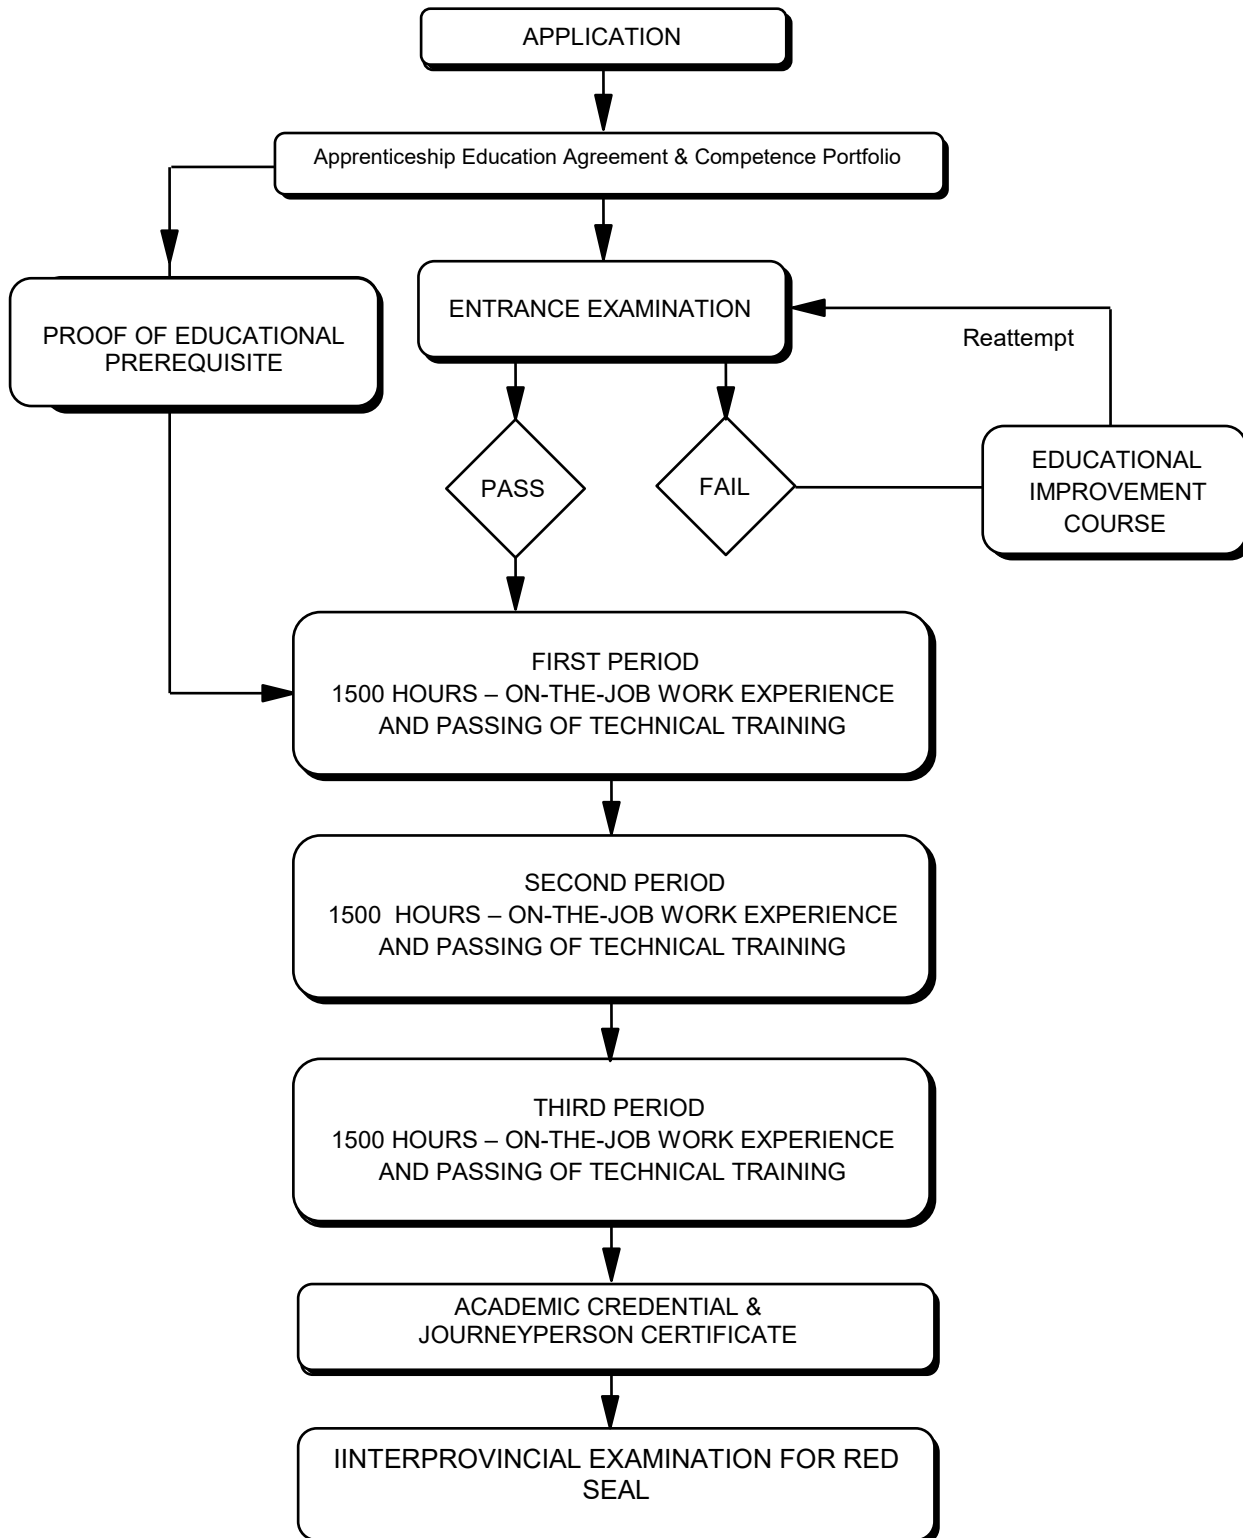 APPLICATION
Apprenticeship Education Agreement & Competence Portfolio
PROOF OF EDUCATIONAL
PREREQUISITE
ENTRANCE EXAMINATION
Reattempt
PASS
FAIL
EDUCATIONAL
IMPROVEMENT
COURSE
FIRST PERIOD
1500 HOURS – ON-THE-JOB WORK EXPERIENCE
AND PASSING OF TECHNICAL TRAINING
SECOND PERIOD
1500 HOURS – ON-THE-JOB WORK EXPERIENCE
AND PASSING OF TECHNICAL TRAINING
THIRD PERIOD
1500 HOURS – ON-THE-JOB WORK EXPERIENCE
AND PASSING OF TECHNICAL TRAINING
ACADEMIC CREDENTIAL &
JOURNEYPERSON CERTIFICATE
IINTERPROVINCIAL EXAMINATION FOR RED
SEAL